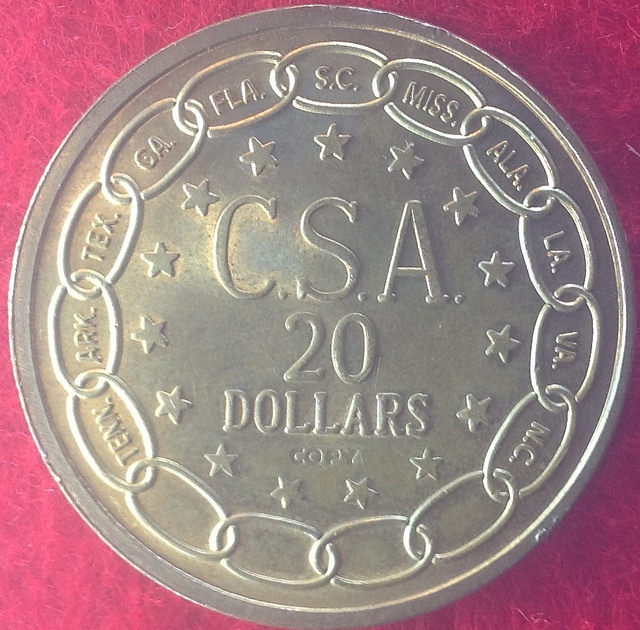 S.C.
MISS.
ALA.
LA.
VA.
N.C.
TENN.
ARK.
TEX.
GA.
FLA.
C.S.A.
20
DOLLARS
COPY